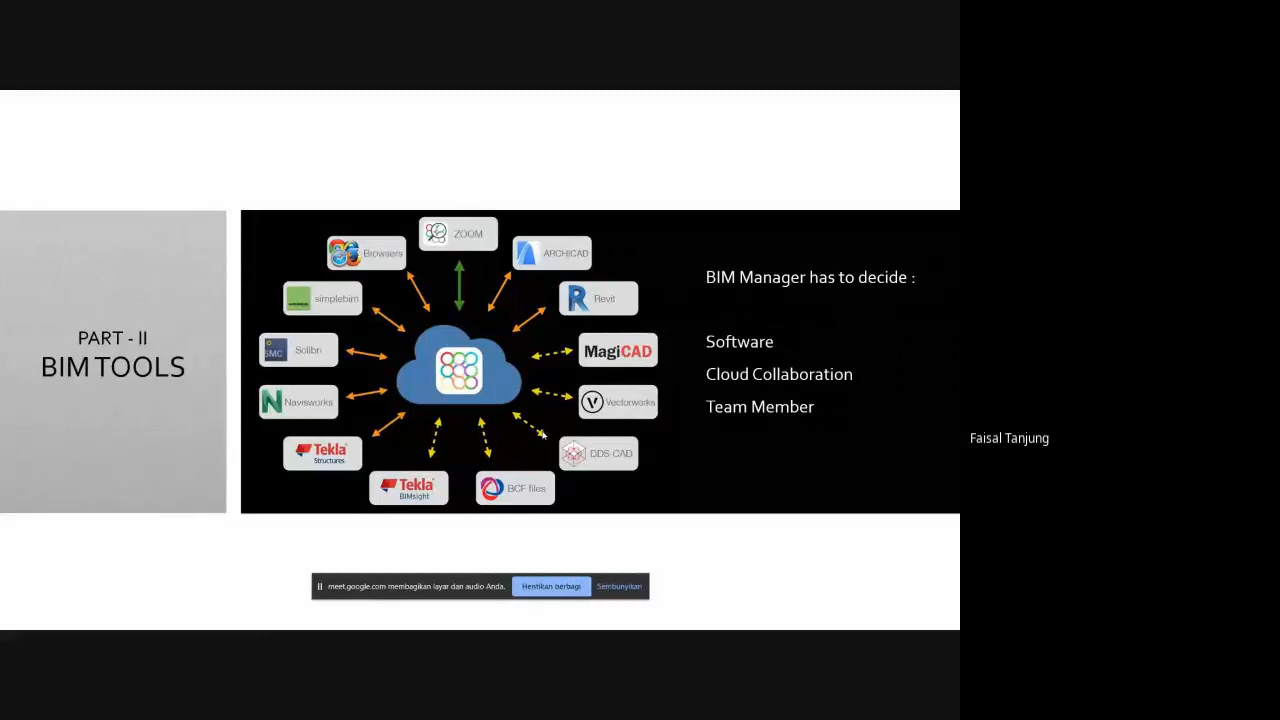 PART - II
BIM TOOLS
ZOOM
Browsers
ARCHICAD
simplebim
Revit
SMC Solibri
MagiCAD
Navisworks
Vectorworks
Tekla
Structures
DDS CAD
Tekla
BIMsight
BCF files
BIM Manager has to decide :
Software
Cloud Collaboration
Team Member
Faisal Tanjung
meet.google.com membagikan layar dan audio Anda.
Hentikan berbagi
Sembunyikan